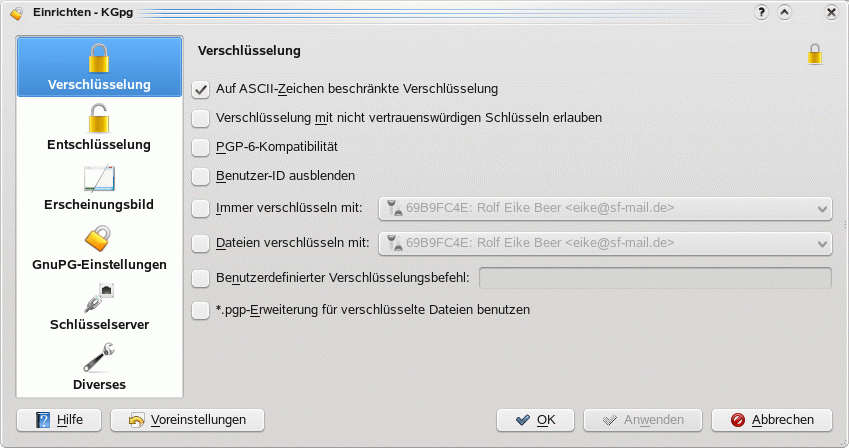 Einrichten - KGpg
Verschlüsselung
Entschlüsselung
Erscheinungsbild
GnuPG-Einstellungen
Schlüsselserver
Diverses
Verschlüsselung
Auf ASCII-Zeichen beschränkte Verschlüsselung
Verschlüsselung mit nicht vertrauenswürdigen Schlüsseln erlauben
PGP-6-Kompatibilität
Benutzer-ID ausblenden
Immer verschlüsseln mit: 69B9FC4E: Rolf Eike Beer <eike@sf-mail.de>
Dateien verschlüsseln mit: 69B9FC4E: Rolf Eike Beer <eike@sf-mail.de>
Benutzerdefinierter Verschlüsselungsbefehl:
*.pgp-Erweiterung für verschlüsselte Dateien benutzen
Hilfe Voreinstellungen OK Anwenden Abbrechen